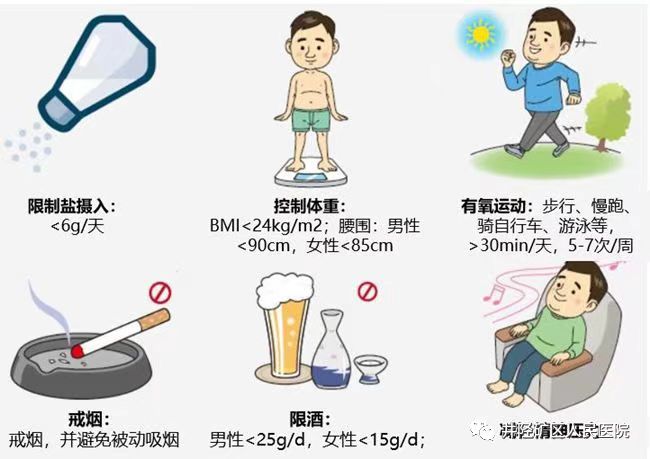 限制盐摄入：
<6g/天
控制体重：
BMI<24kg/m2；腰围：男性
<90cm，女性<85cm
有氧运动：步行、慢跑、
骑自行车、游泳等，
>30min/天，5-7次/周
戒烟：
戒烟，并避免被动吸烟
限酒：
男性<25g/d，女性<15g/d；
井陉矿区人民医院